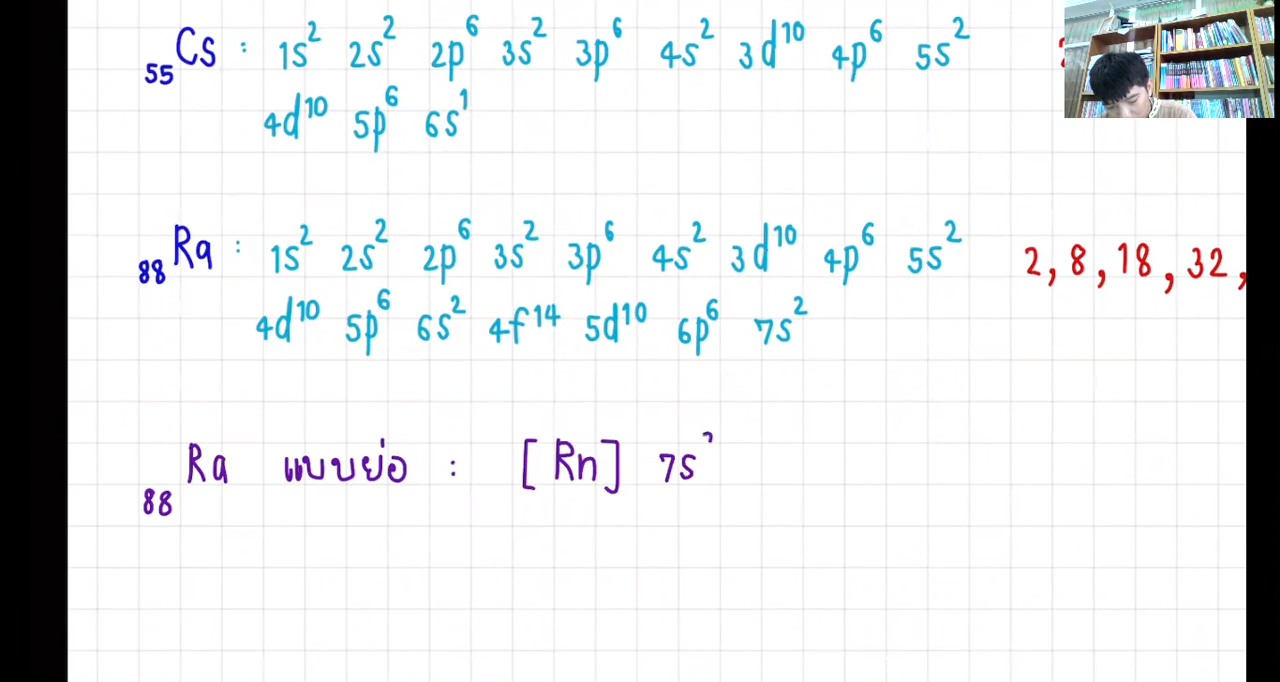 ₅₅Cs : 1s² 2s² 2p⁶ 3s² 3p⁶ 4s² 3d¹⁰ 4p⁶ 5s²
4d¹⁰ 5p⁶ 6s¹
₈₈Ra : 1s² 2s² 2p⁶ 3s² 3p⁶ 4s² 3d¹⁰ 4p⁶ 5s² 2, 8, 18, 32,
4d¹⁰ 5p⁶ 6s² 4f¹⁴ 5d¹⁰ 6p⁶ 7s²
₈₈Ra แบบย่อ : [Rn] 7s